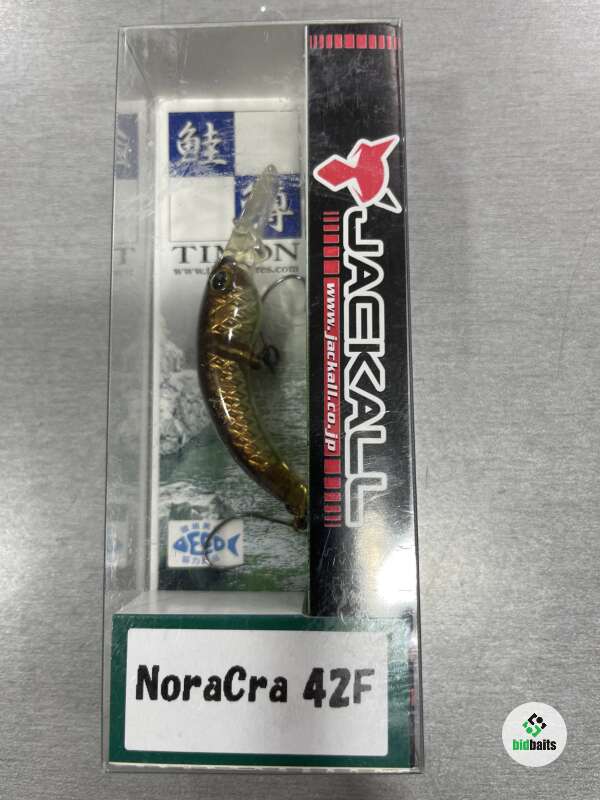 鮭
鱒
TIMON
JACKALL
www.jackall.co.jp
NoraCra 42F
bidbaits